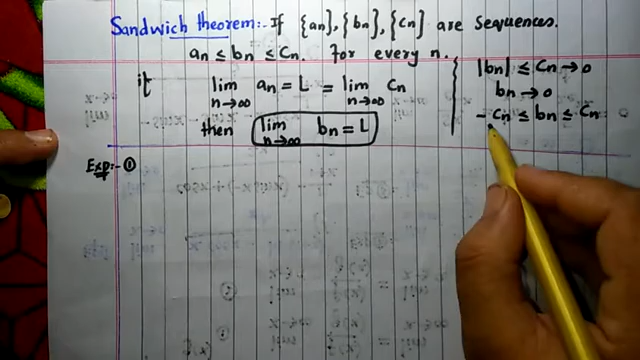 Sandwich theorem:- If {an}, {bn}, {cn} are sequences.
an ≤ bn ≤ cn. for every n.
if lim n→∞ an = L = lim n→∞ cn
then lim n→∞ bn = L
|bn| ≤ cn → 0
bn → 0
- cn ≤ bn ≤ cn
Exp:- ①